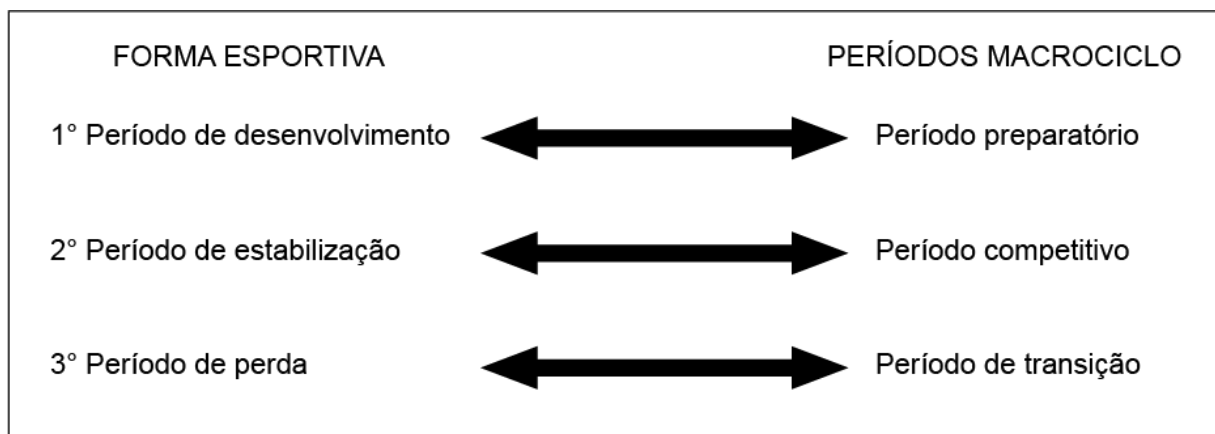 FORMA ESPORTIVA PERÍODOS MACROCICLO
1° Período de desenvolvimento Período preparatório
2° Período de estabilização Período competitivo
3° Período de perda Período de transição